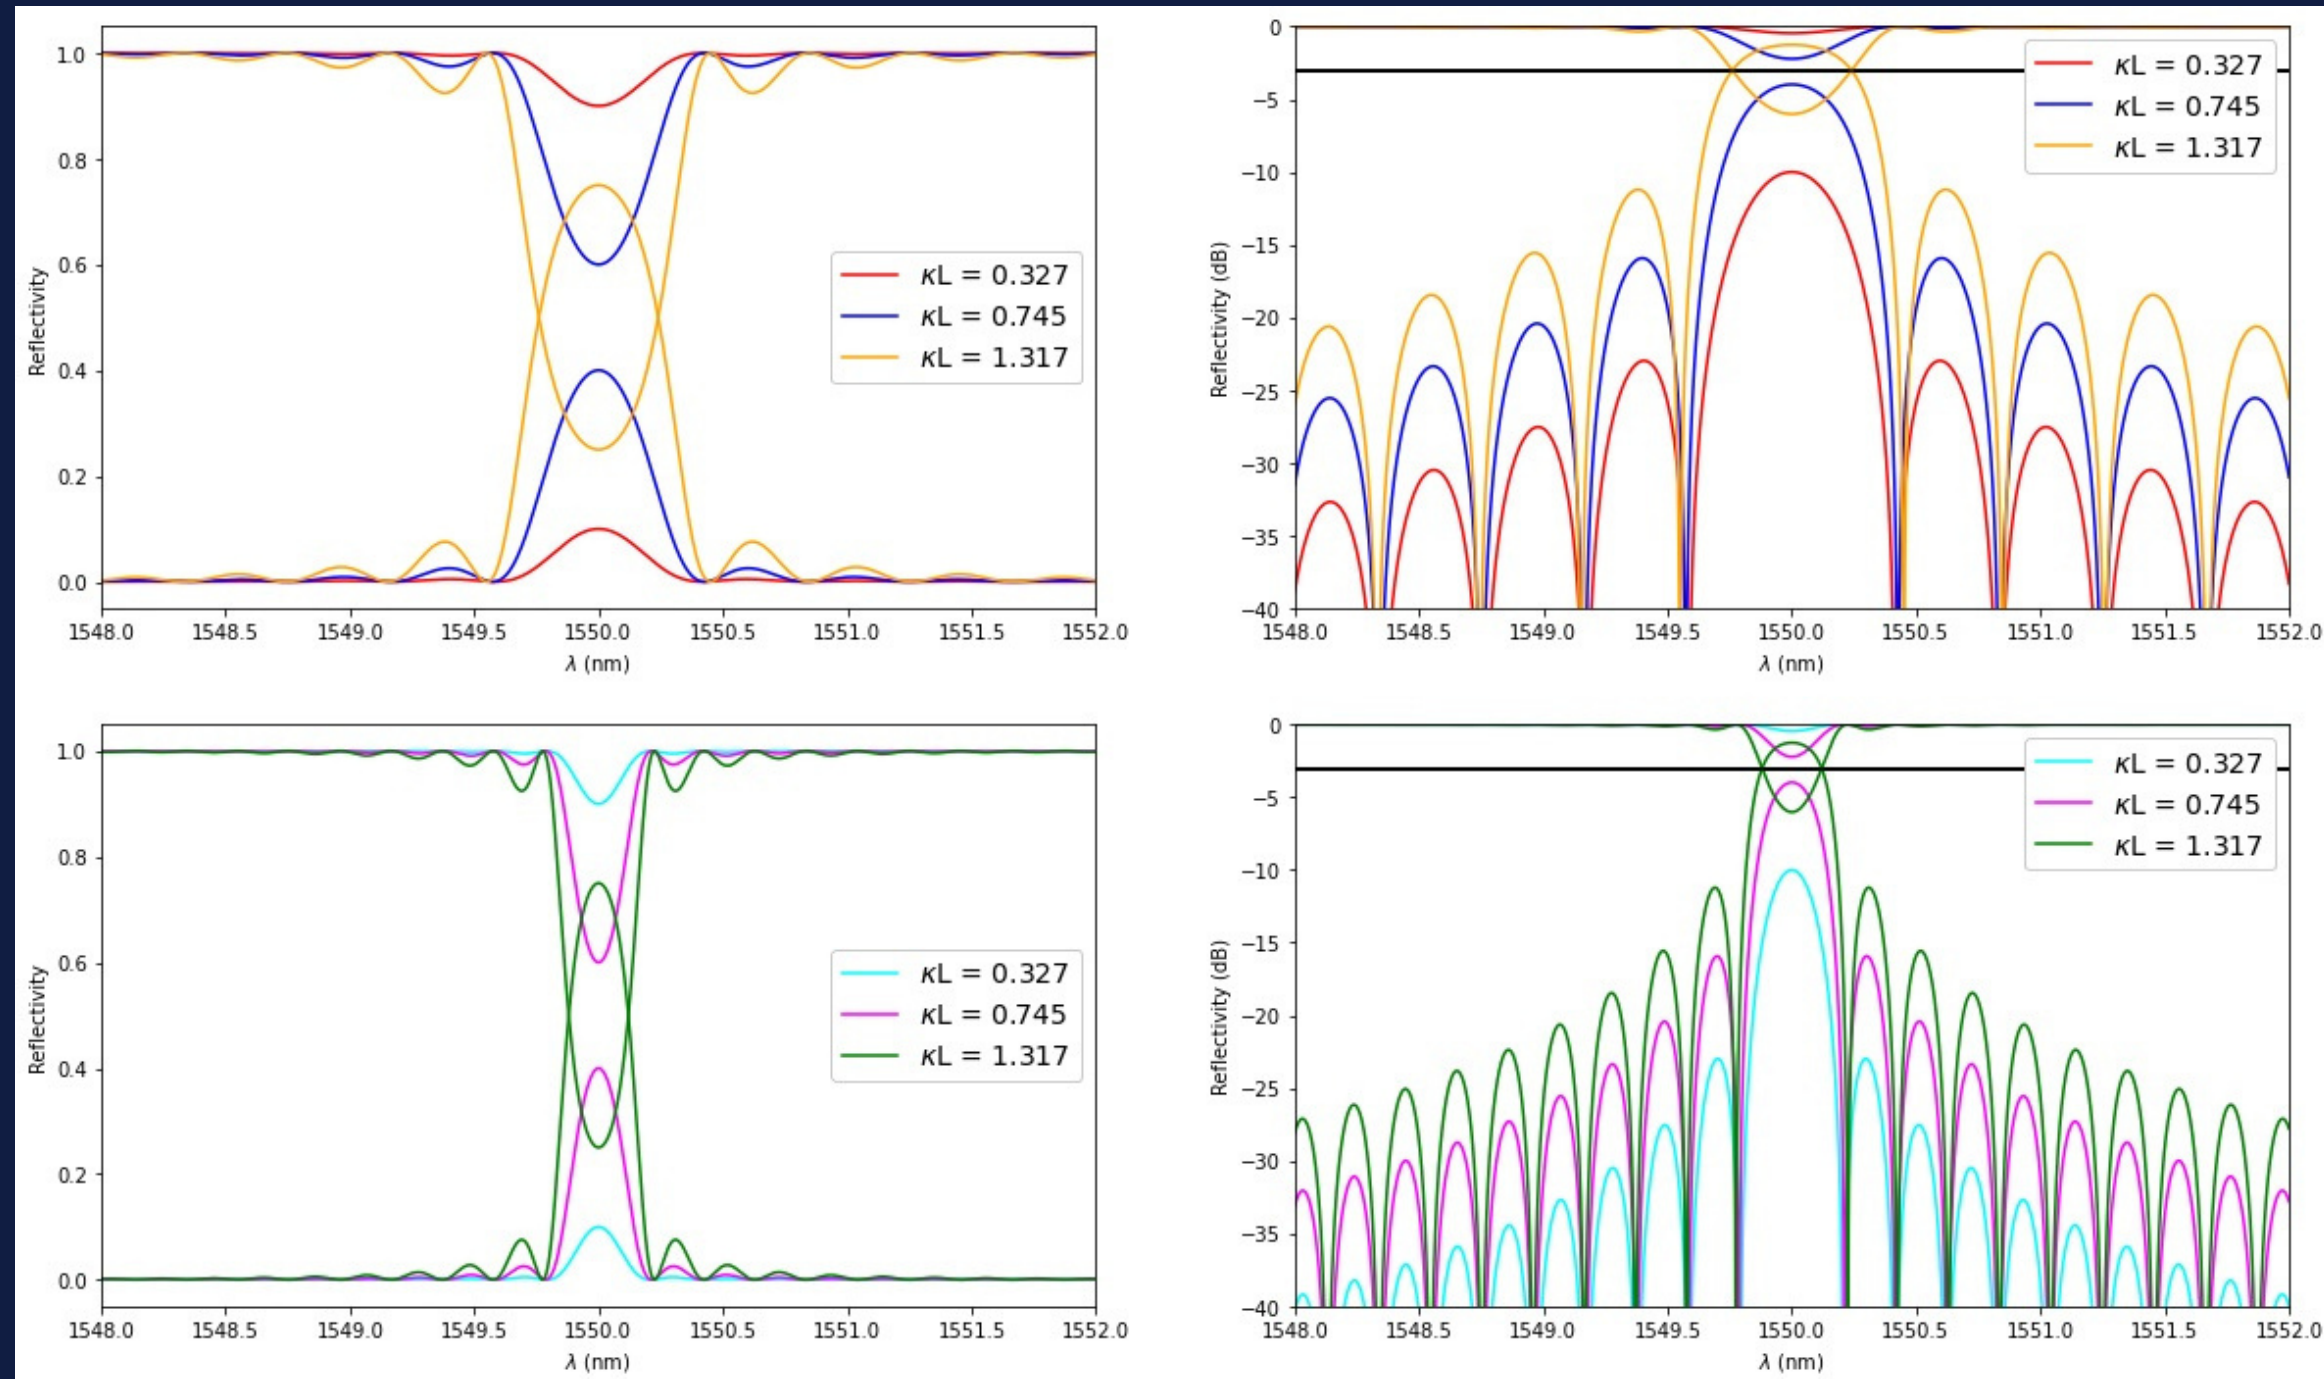 1.0
0.8
0.6
0.4
0.2
0.0
Reflectivity
κL = 0.327
κL = 0.745
κL = 1.317
1548.0 1548.5 1549.0 1549.5 1550.0 1550.5 1551.0 1551.5 1552.0
λ (nm)
0
−5
−10
−15
−20
−25
−30
−35
−40
Reflectivity (dB)
κL = 0.327
κL = 0.745
κL = 1.317
1548.0 1548.5 1549.0 1549.5 1550.0 1550.5 1551.0 1551.5 1552.0
λ (nm)
1.0
0.8
0.6
0.4
0.2
0.0
Reflectivity
κL = 0.327
κL = 0.745
κL = 1.317
1548.0 1548.5 1549.0 1549.5 1550.0 1550.5 1551.0 1551.5 1552.0
λ (nm)
0
−5
−10
−15
−20
−25
−30
−35
−40
Reflectivity (dB)
κL = 0.327
κL = 0.745
κL = 1.317
1548.0 1548.5 1549.0 1549.5 1550.0 1550.5 1551.0 1551.5 1552.0
λ (nm)